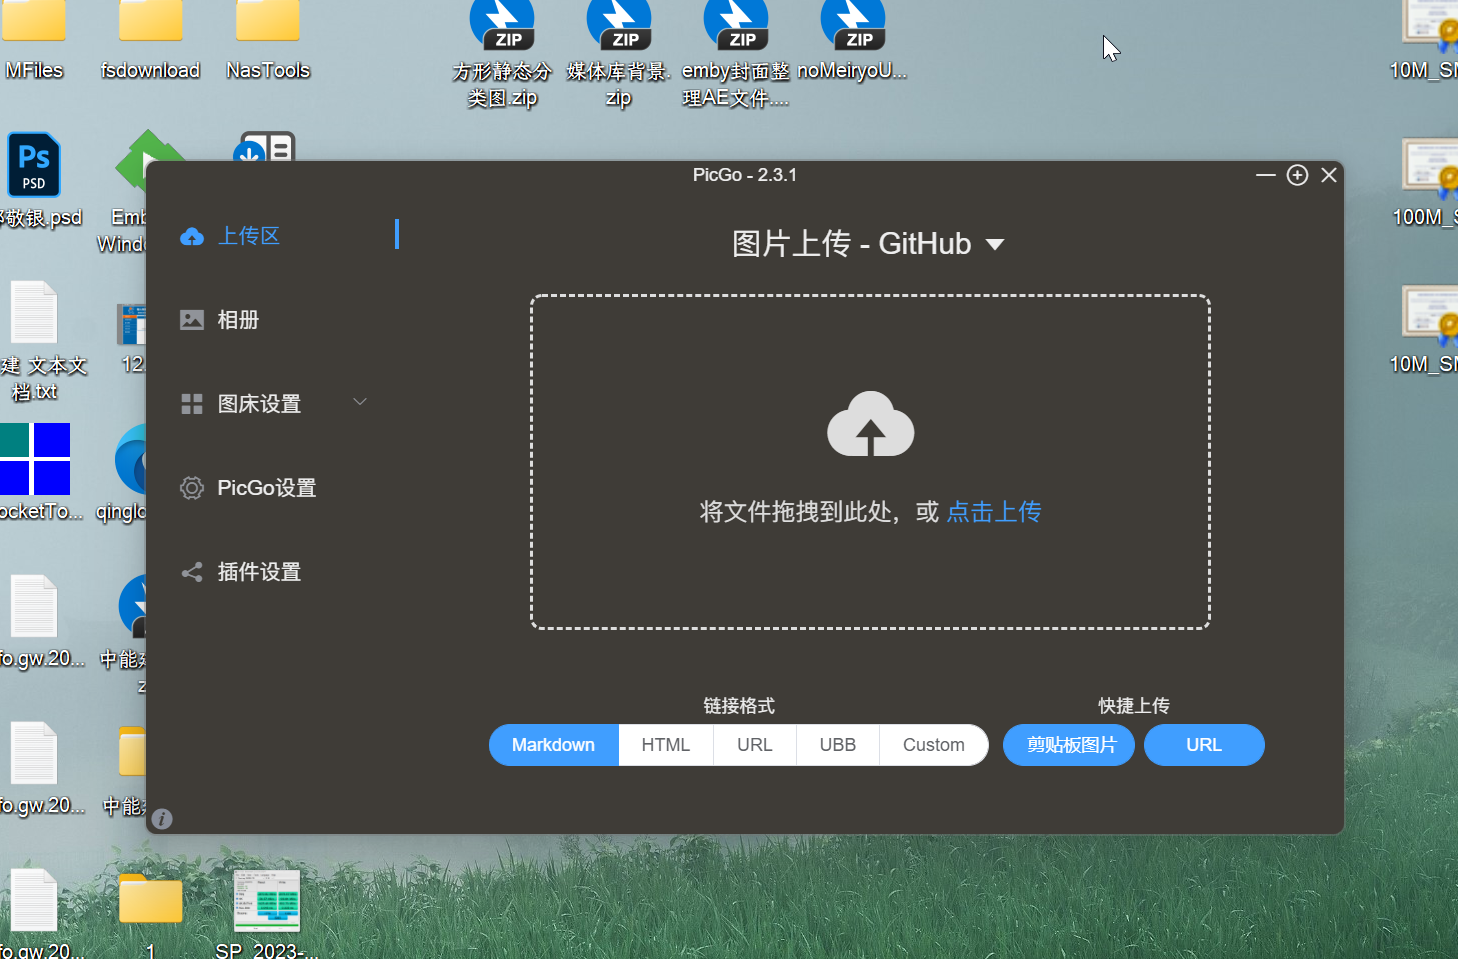 MFiles
fsdownload
NasTools
ZIP
方形静态分
类图.zip
ZIP
媒体库背景.
zip
ZIP
emby封面整
理AE文件....
ZIP
noMeiryoU...
10M_SM
Ps
PSD
敬银.psd
Emb
Windo
100M_S
建 文本文
档.txt
12.
10M_SM
ocketTo...
qinglo
fo.gw.20...
中能建
z
fo.gw.20...
中能
fo.gw.20...
1
SP_2023-...
PicGo - 2.3.1
上传区
相册
图床设置
PicGo设置
插件设置
图片上传 - GitHub
将文件拖拽到此处，或 点击上传
链接格式
快捷上传
Markdown
HTML
URL
UBB
Custom
剪贴板图片
URL
i